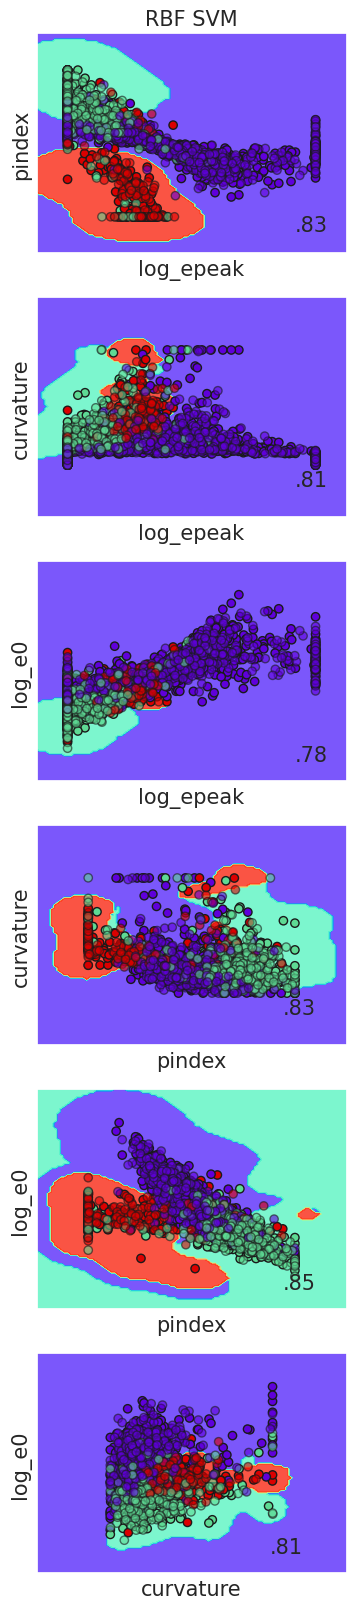 RBF SVM
pindex
.83
log_epeak
curvature
.81
log_epeak
log_e0
.78
log_epeak
curvature
.83
pindex
log_e0
.85
pindex
log_e0
.81
curvature